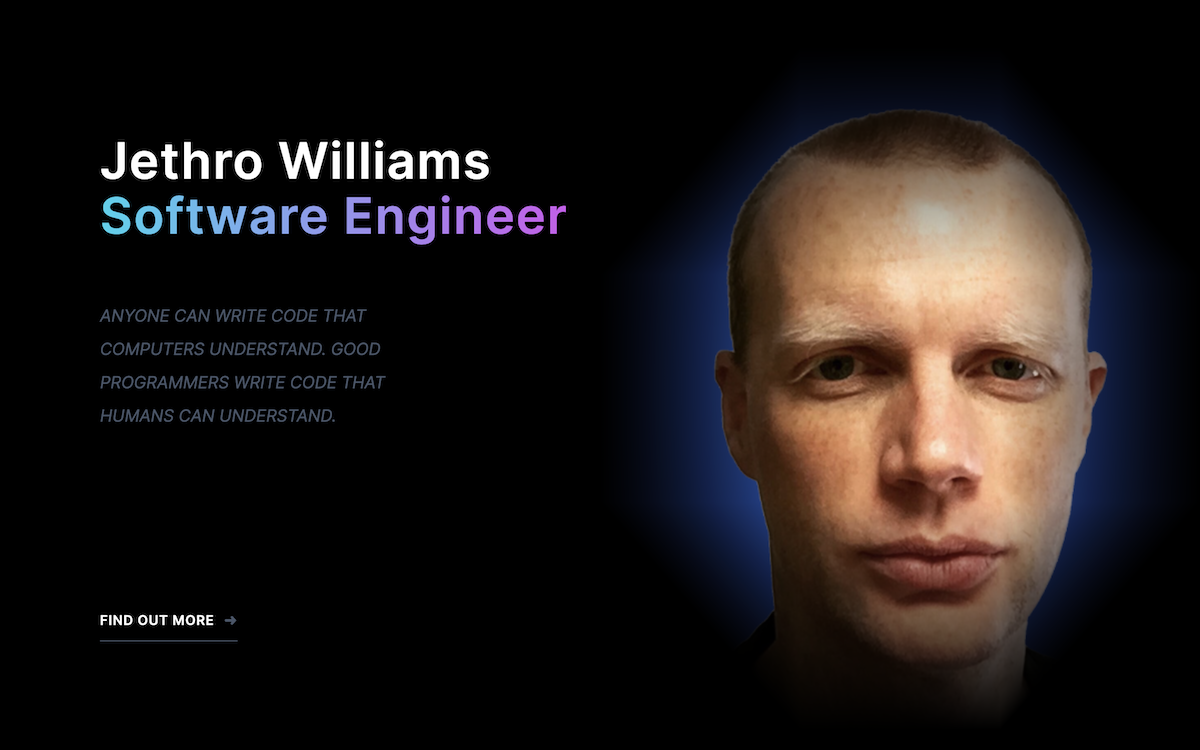 Jethro Williams
Software Engineer
ANYONE CAN WRITE CODE THAT
COMPUTERS UNDERSTAND. GOOD
PROGRAMMERS WRITE CODE THAT
HUMANS CAN UNDERSTAND.
FIND OUT MORE ➜